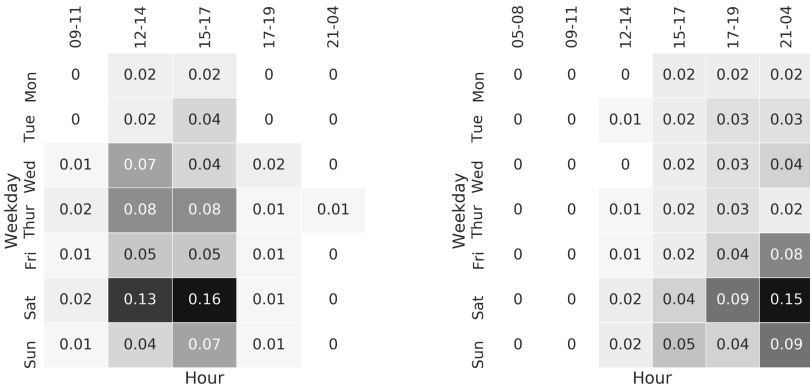 09-11 12-14 15-17 17-19 21-04
Mon 0 0.02 0.02 0 0
Tue 0 0.02 0.04 0 0
Wed 0.01 0.07 0.04 0.02 0
Thur 0.02 0.08 0.08 0.01 0.01
Fri 0.01 0.05 0.05 0.01 0
Sat 0.02 0.13 0.16 0.01 0
Sun 0.01 0.04 0.07 0.01 0
Weekday
Hour
05-08 09-11 12-14 15-17 17-19 21-04
Mon 0 0 0 0.02 0.02 0.02
Tue 0 0 0.01 0.02 0.03 0.03
Wed 0 0 0 0.02 0.03 0.04
Thur 0 0 0.01 0.02 0.03 0.02
Fri 0 0 0.01 0.02 0.04 0.08
Sat 0 0 0.02 0.04 0.09 0.15
Sun 0 0 0.02 0.05 0.04 0.09
Weekday
Hour